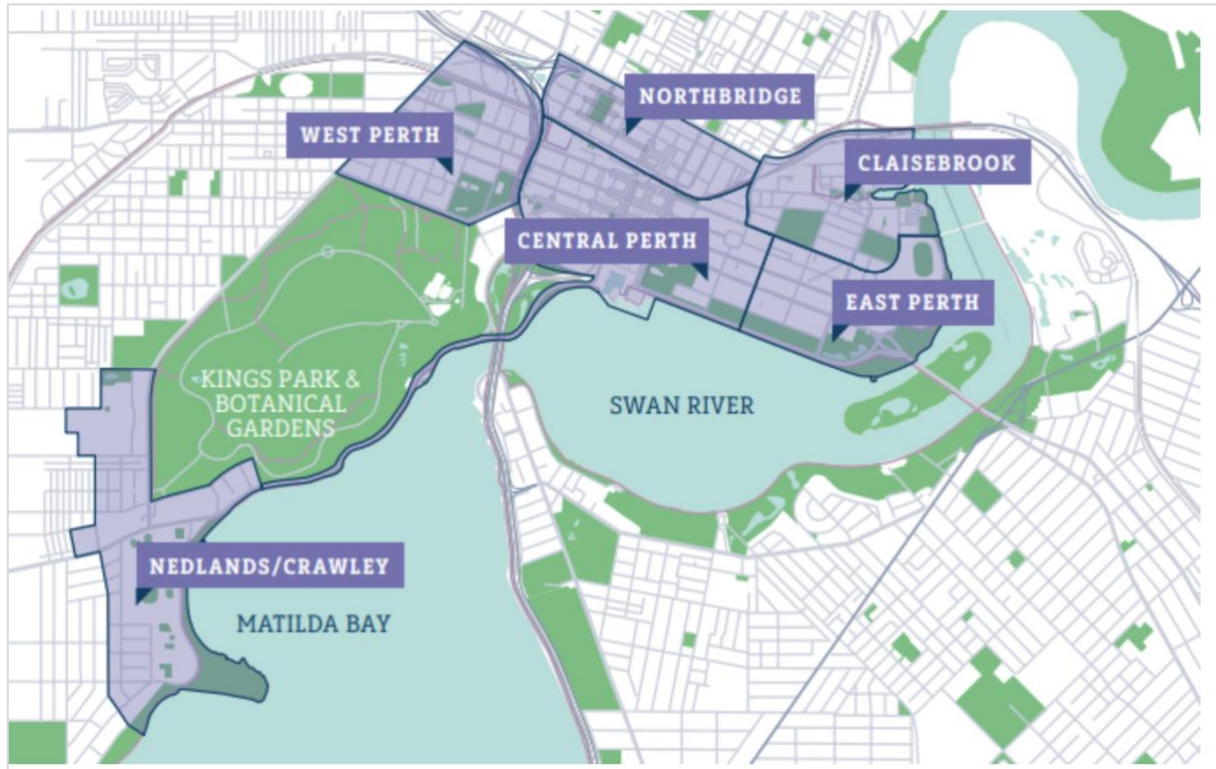 NORTHBRIDGE
WEST PERTH
CLAISEBROOK
CENTRAL PERTH
EAST PERTH
KINGS PARK &
BOTANICAL
GARDENS
SWAN RIVER
NEDLANDS/CRAWLEY
MATILDA BAY